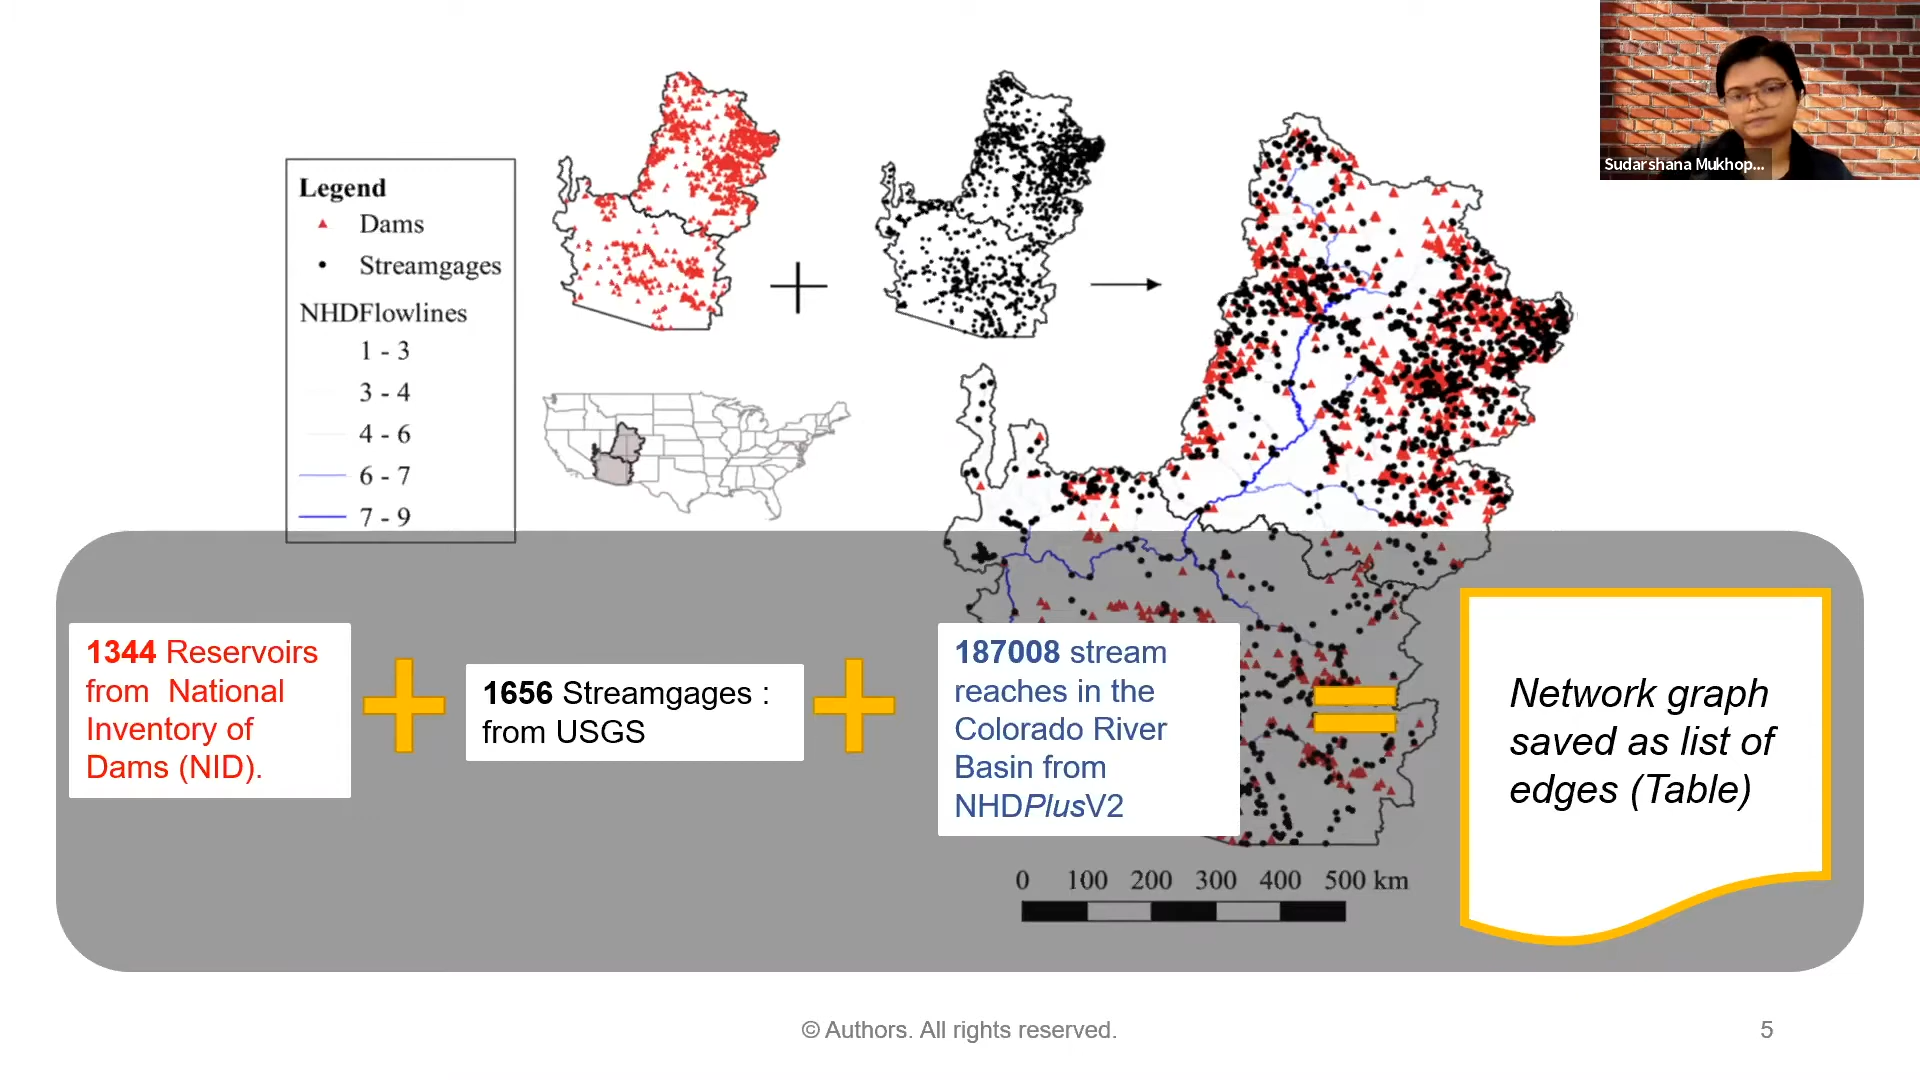 Sudarshana Mukhop...
Legend
Dams
Streamgages
NHDFlowlines
1 - 3
3 - 4
4 - 6
6 - 7
7 - 9
1344 Reservoirs
from National
Inventory of
Dams (NID).
1656 Streamgages :
from USGS
187008 stream
reaches in the
Colorado River
Basin from
NHDPlusV2
Network graph
saved as list of
edges (Table)
0 100 200 300 400 500 km
© Authors. All rights reserved.
5